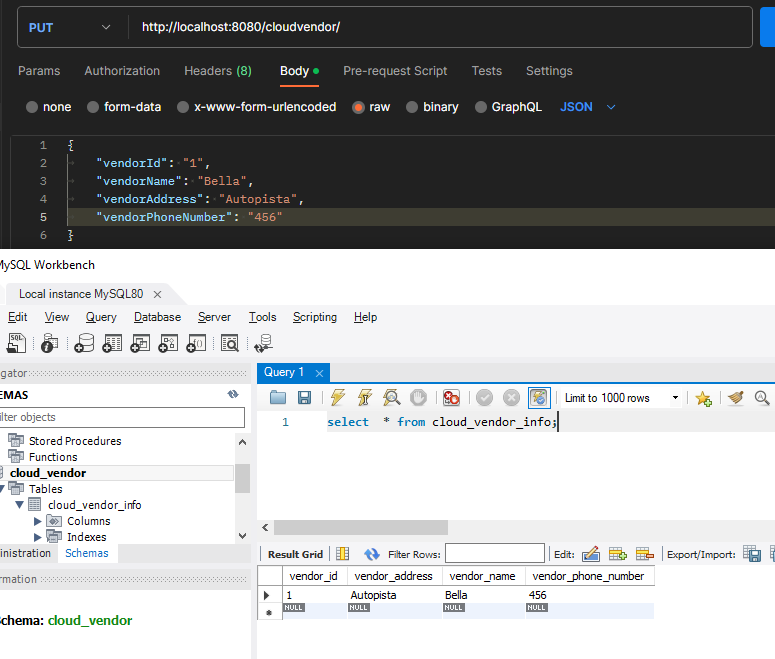 PUT http://localhost:8080/cloudvendor/
Params Authorization Headers (8) Body Pre-request Script Tests Settings
none form-data x-www-form-urlencoded raw binary GraphQL JSON
1 {
2 "vendorId": "1",
3 "vendorName": "Bella",
4 "vendorAddress": "Autopista",
5 "vendorPhoneNumber": "456"
6 }
MySQL Workbench
Local instance MySQL80
Edit View Query Database Server Tools Scripting Help
gator
Query 1
EMAS
ilter objects
Limit to 1000 rows
1 select * from cloud_vendor_info;
Stored Procedures
Functions
cloud_vendor
Tables
cloud_vendor_info
Columns
Indexes
inistration Schemas
Result Grid Filter Rows: Edit: Export/Import:
rmation
vendor_id vendor_address vendor_name vendor_phone_number
1 Autopista Bella 456
NULL NULL NULL NULL
chema: cloud_vendor